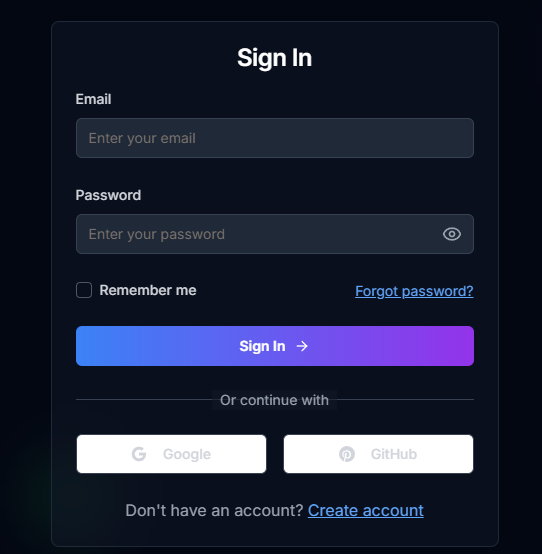 Sign In
Email
Enter your email
Password
Enter your password
Remember me Forgot password?
Sign In →
Or continue with
Google GitHub
Don't have an account? Create account